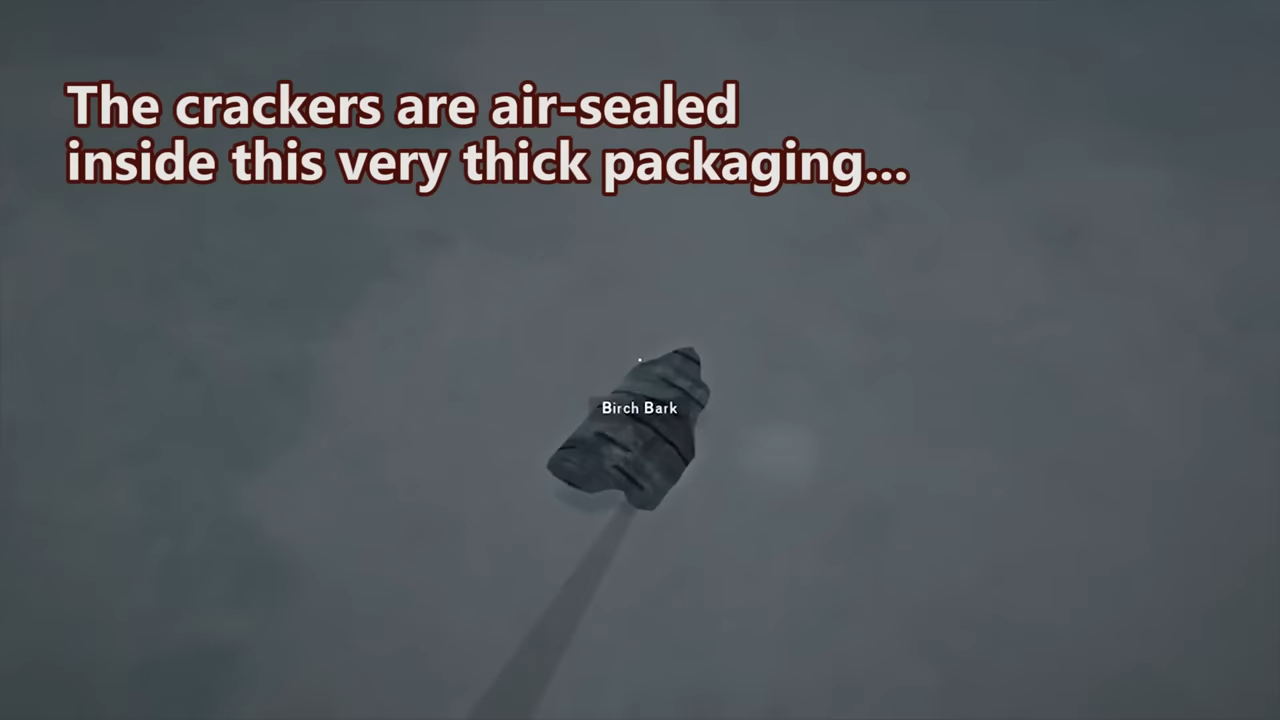 The crackers are air-sealed
inside this very thick packaging...
Birch Bark